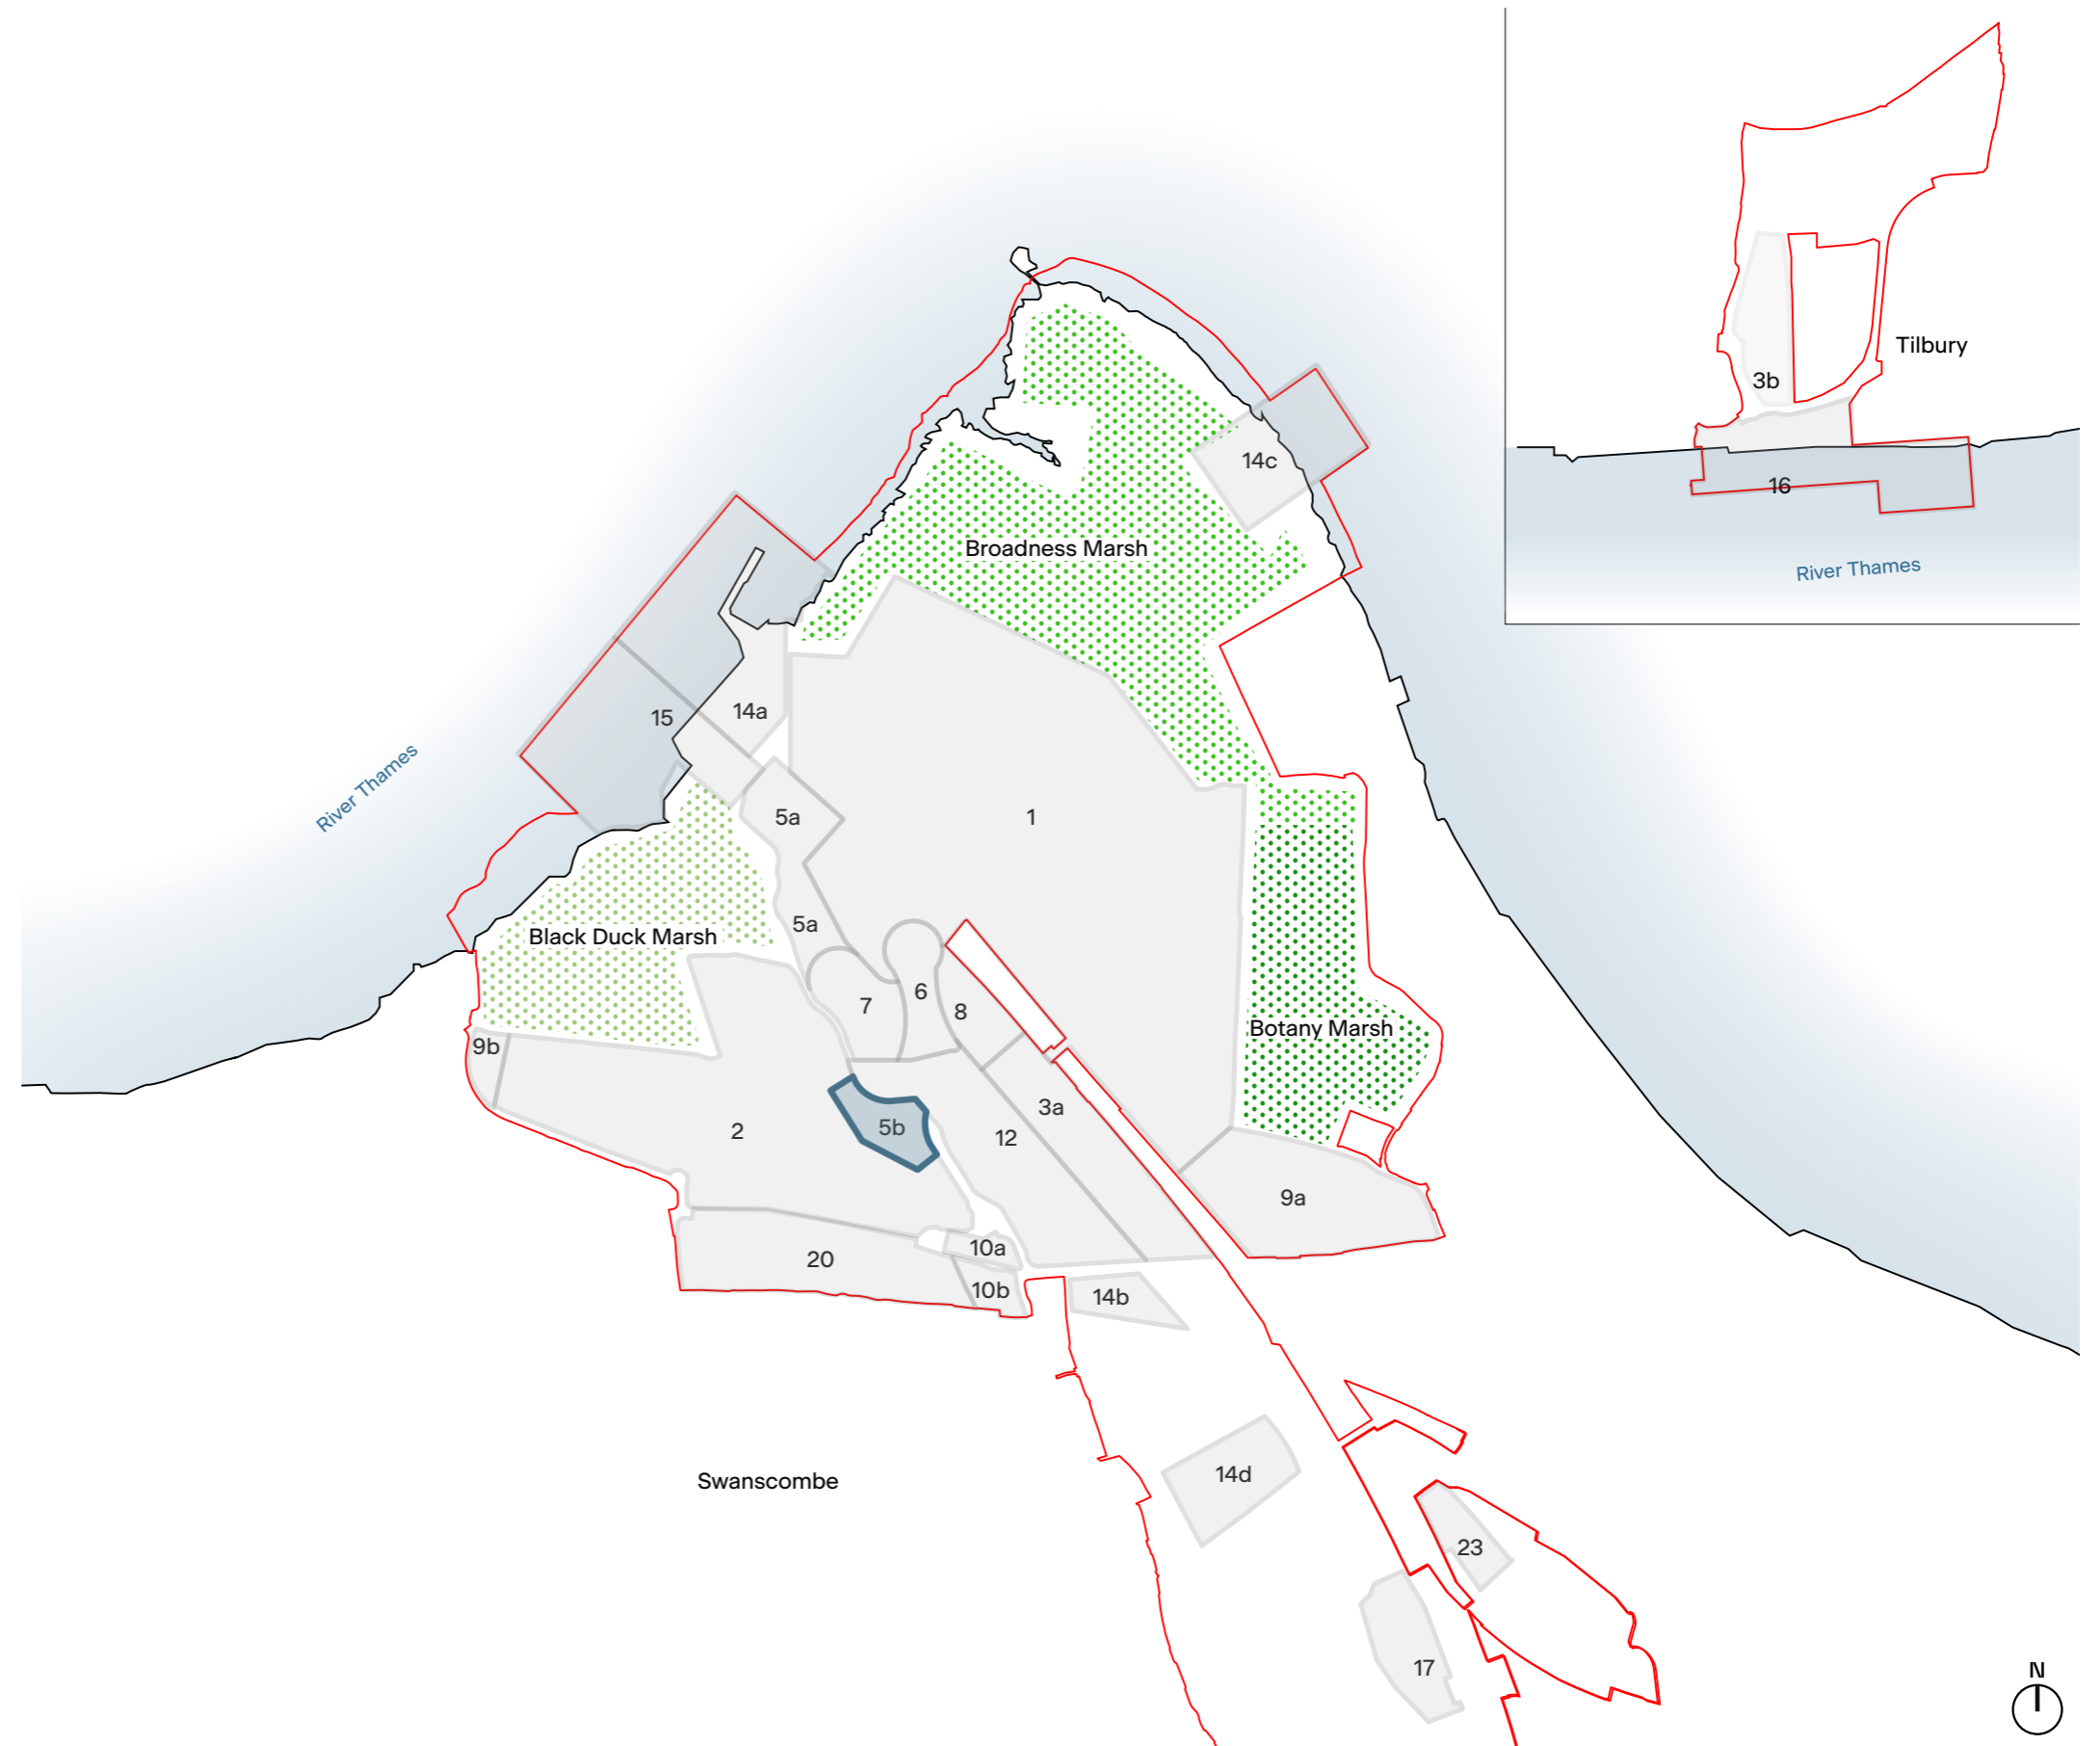 Tilbury
3b
16
River Thames
14c
Broadness Marsh
15
14a
River Thames
5a
1
5a
Black Duck Marsh
7
6
8
Botany Marsh
9b
3a
2
5b
12
9a
10a
20
10b
14b
Swanscombe
14d
23
17
N